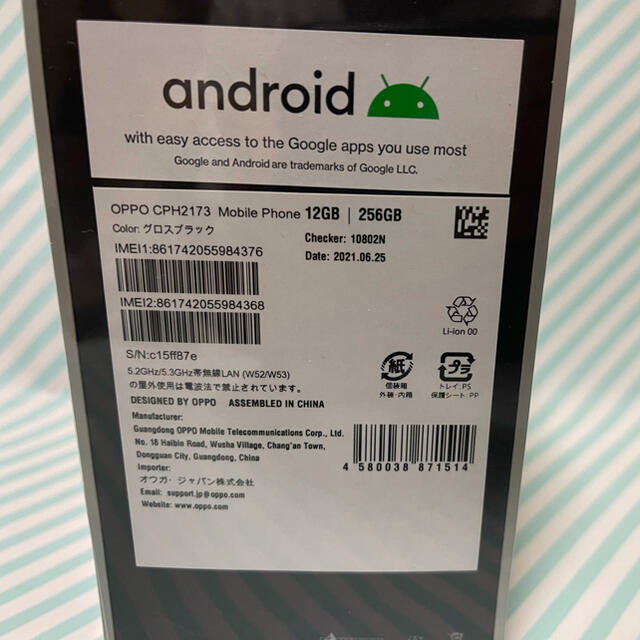 android
with easy access to the Google apps you use most
Google and Android are trademarks of Google LLC.
OPPO CPH2173 Mobile Phone 12GB | 256GB
Color: グロスブラック
Checker: 10802N
IMEI1:861742055984376
Date: 2021.06.25
IMEI2:861742055984368
Li-ion 00
S/N:c15ff87e
5.2GHz/5.3GHz帯無線LAN (W52/W53)
の屋外使用は電波法で禁止されています。
紙
個装箱
外装・内箱
プラ
トレイ:PS
保護シート:PP
DESIGNED BY OPPO ASSEMBLED IN CHINA
Manufacturer:
Guangdong OPPO Mobile Telecommunications Corp., Ltd.
No. 18 Haibin Road, Wusha Village, Chang'an Town,
Dongguan City, Guangdong, China
4 580038 871514
Importer:
オウガ・ジャパン株式会社
Email: support.jp@oppo.com
Website: www.oppo.com